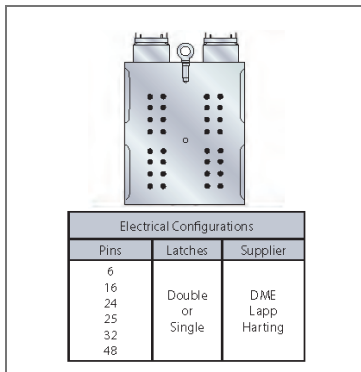 Electrical Configurations
Pins Latches Supplier
6
16
24
25
32
48
Double
or
Single
DME
Lapp
Harting